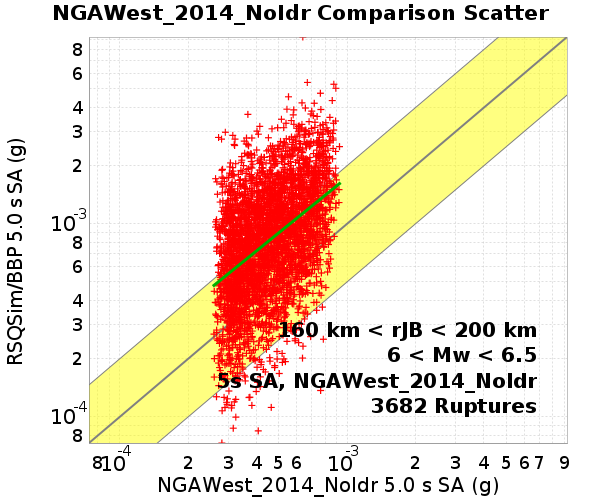 NGAWest_2014_NoIdr Comparison Scatter
RSQSim/BBP 5.0 s SA (g)
8
6
4
3
2
10-3
8
6
4
3
2
10-4
8
160 km < rJB < 200 km
6 < Mw < 6.5
5s SA, NGAWest_2014_NoIdr
3682 Ruptures
8 10-4 2 3 4 5 6 10-3 2 3 4 5 6 7 9
NGAWest_2014_NoIdr 5.0 s SA (g)